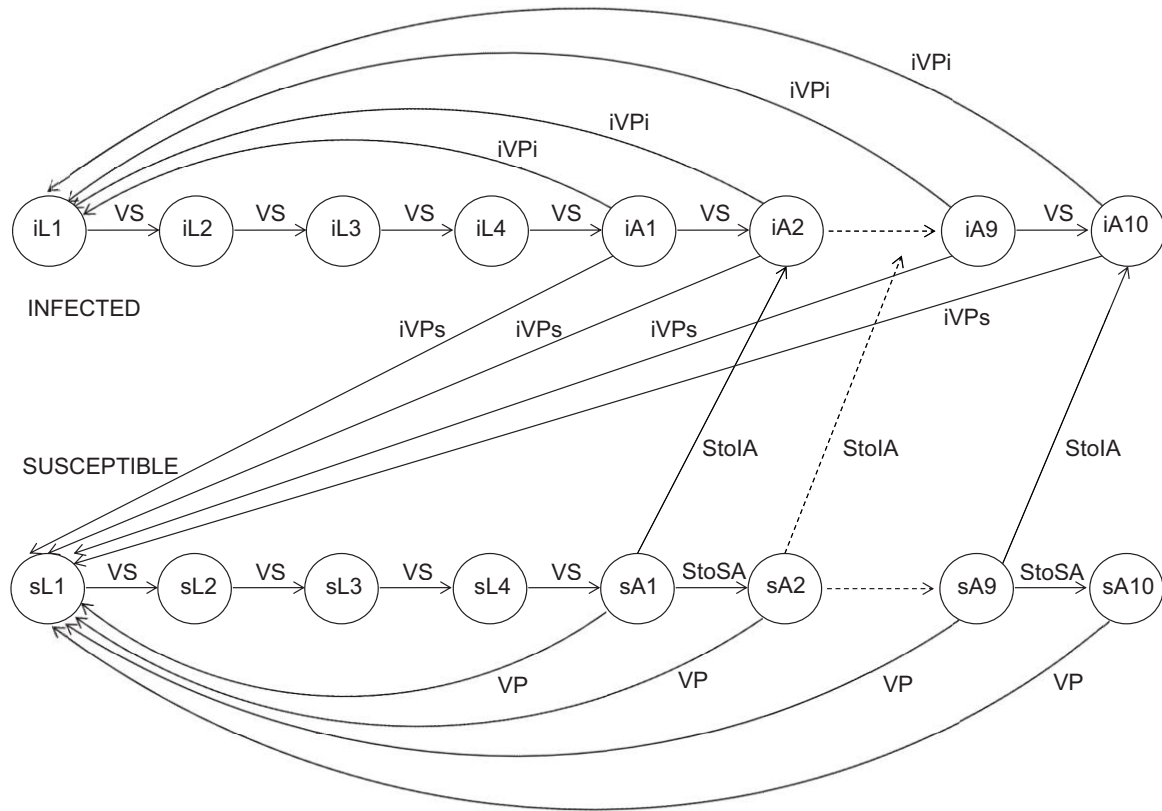 iVPi
iVPi
iVPi
iVPi
iL1 VS iL2 VS iL3 VS iL4 VS iA1 VS iA2 iA9 VS iA10
INFECTED
iVPs iVPs iVPs iVPs
SUSCEPTIBLE
StoIA StoIA StoIA
sL1 VS sL2 VS sL3 VS sL4 VS sA1 StoSA sA2 sA9 StoSA sA10
VP VP VP VP